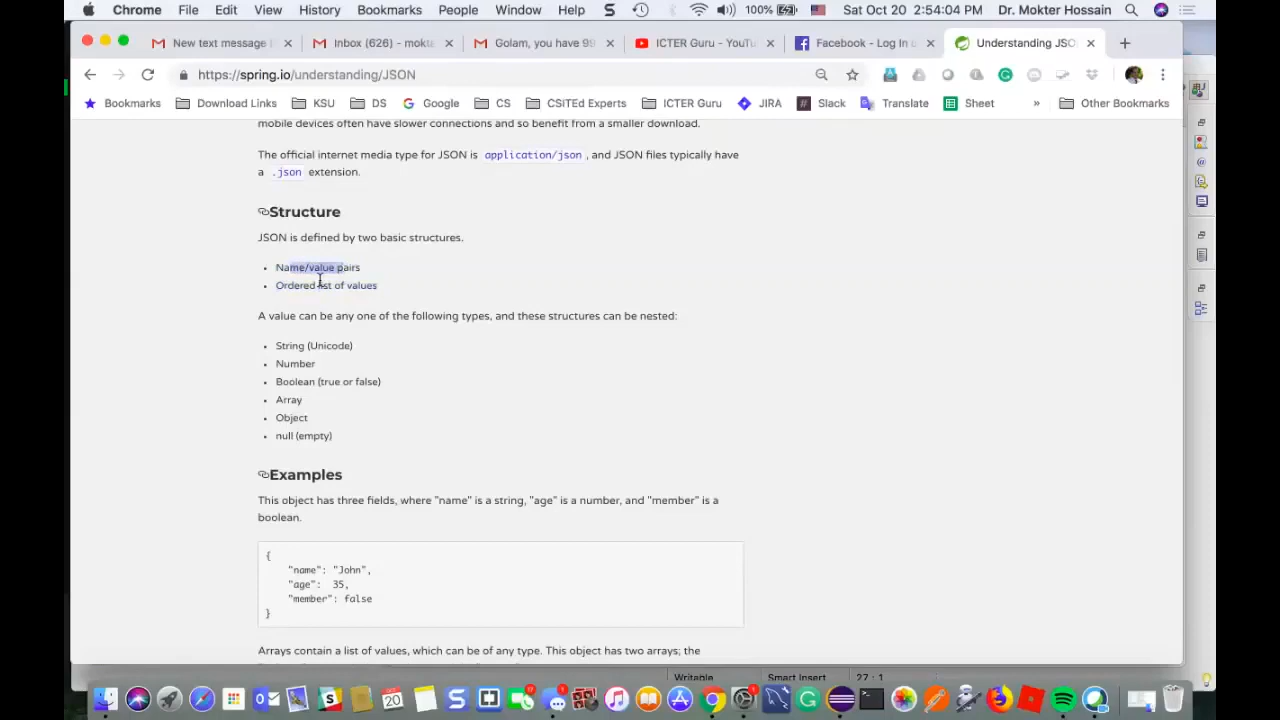 Chrome File Edit View History Bookmarks People Window Help 100% Sat Oct 20 2:54:04 PM Dr. Mokter Hossain
New text message Inbox (626) - mokte Golam, you have 99 ICTER Guru - YouTu Facebook - Log In o Understanding JSO
https://spring.io/understanding/JSON
Bookmarks Download Links KSU DS Google CS CSITEd Experts ICTER Guru JIRA Slack Translate Sheet » Other Bookmarks
mobile devices often have slower connections and so benefit from a smaller download.
The official internet media type for JSON is application/json, and JSON files typically have
a .json extension.
Structure
JSON is defined by two basic structures.
• Name/value pairs
• Ordered list of values
A value can be any one of the following types, and these structures can be nested:
• String (Unicode)
• Number
• Boolean (true or false)
• Array
• Object
• null (empty)
Examples
This object has three fields, where "name" is a string, "age" is a number, and "member" is a
boolean.
{
"name": "John",
"age": 35,
"member": false
}
Arrays contain a list of values, which can be of any type. This object has two arrays; the
Writable Smart Insert 27 : 1